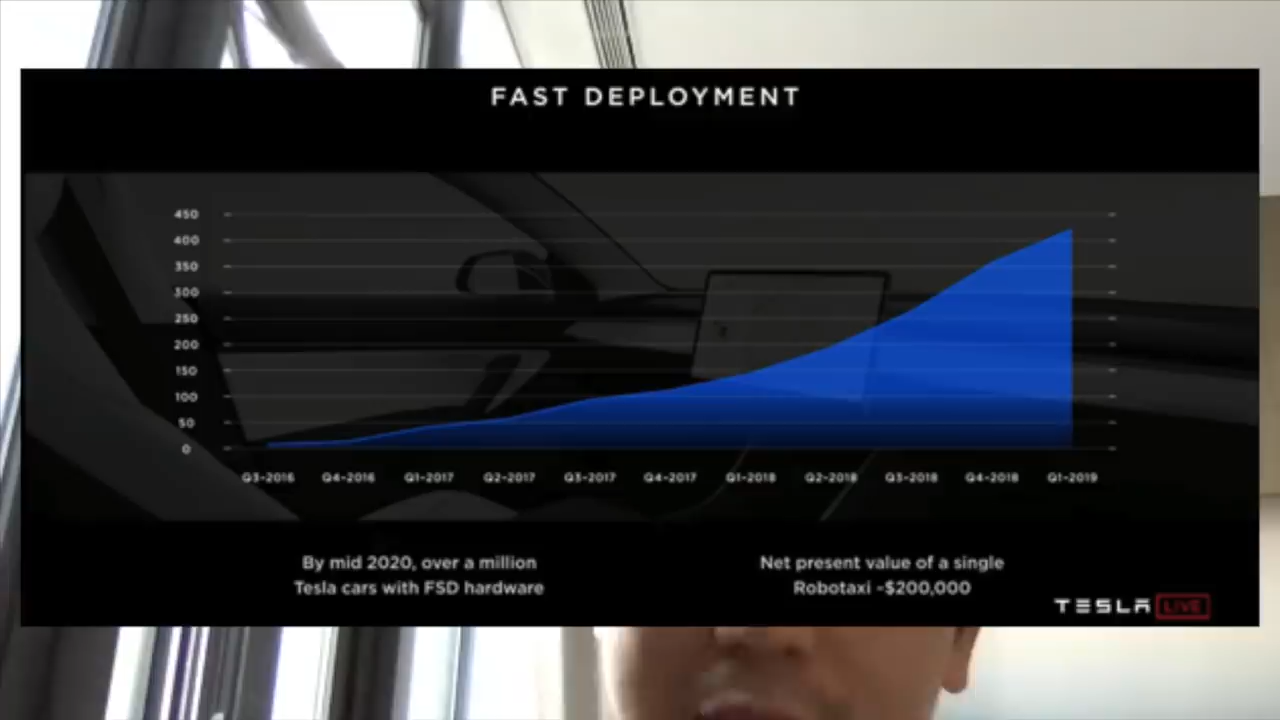 FAST DEPLOYMENT
450
400
350
300
250
200
150
100
50
0
Q3-2016 Q4-2016 Q1-2017 Q2-2017 Q3-2017 Q4-2017 Q1-2018 Q2-2018 Q3-2018 Q4-2018 Q1-2019
By mid 2020, over a million
Tesla cars with FSD hardware
Net present value of a single
Robotaxi ~$200,000
TESLA LIVE